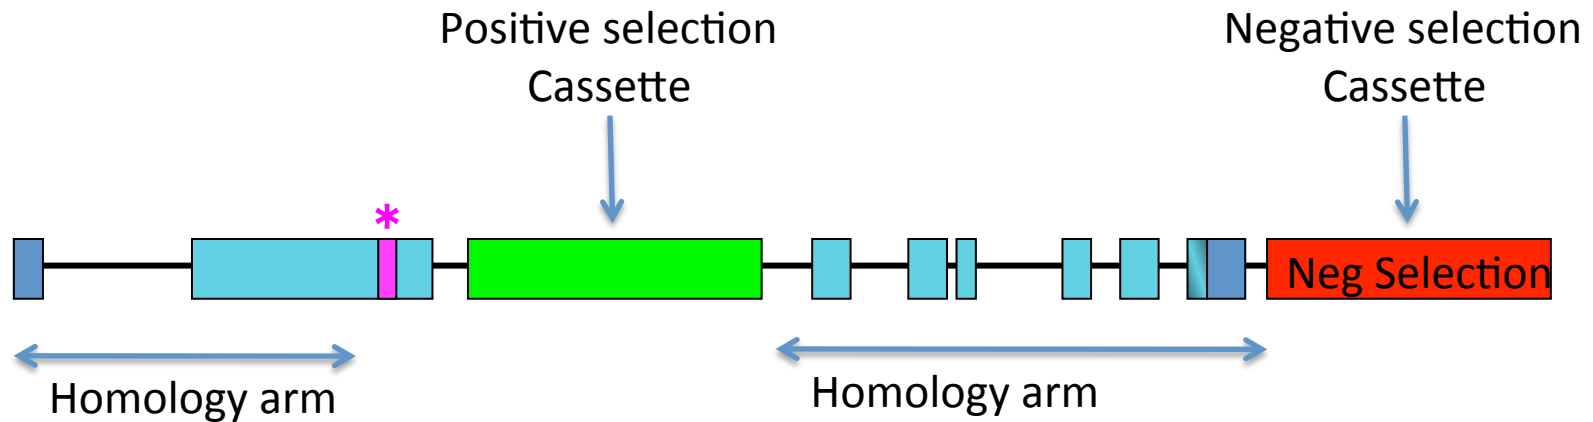 Positive selection
Cassette
Negative selection
Cassette
*
Neg Selection
Homology arm
Homology arm